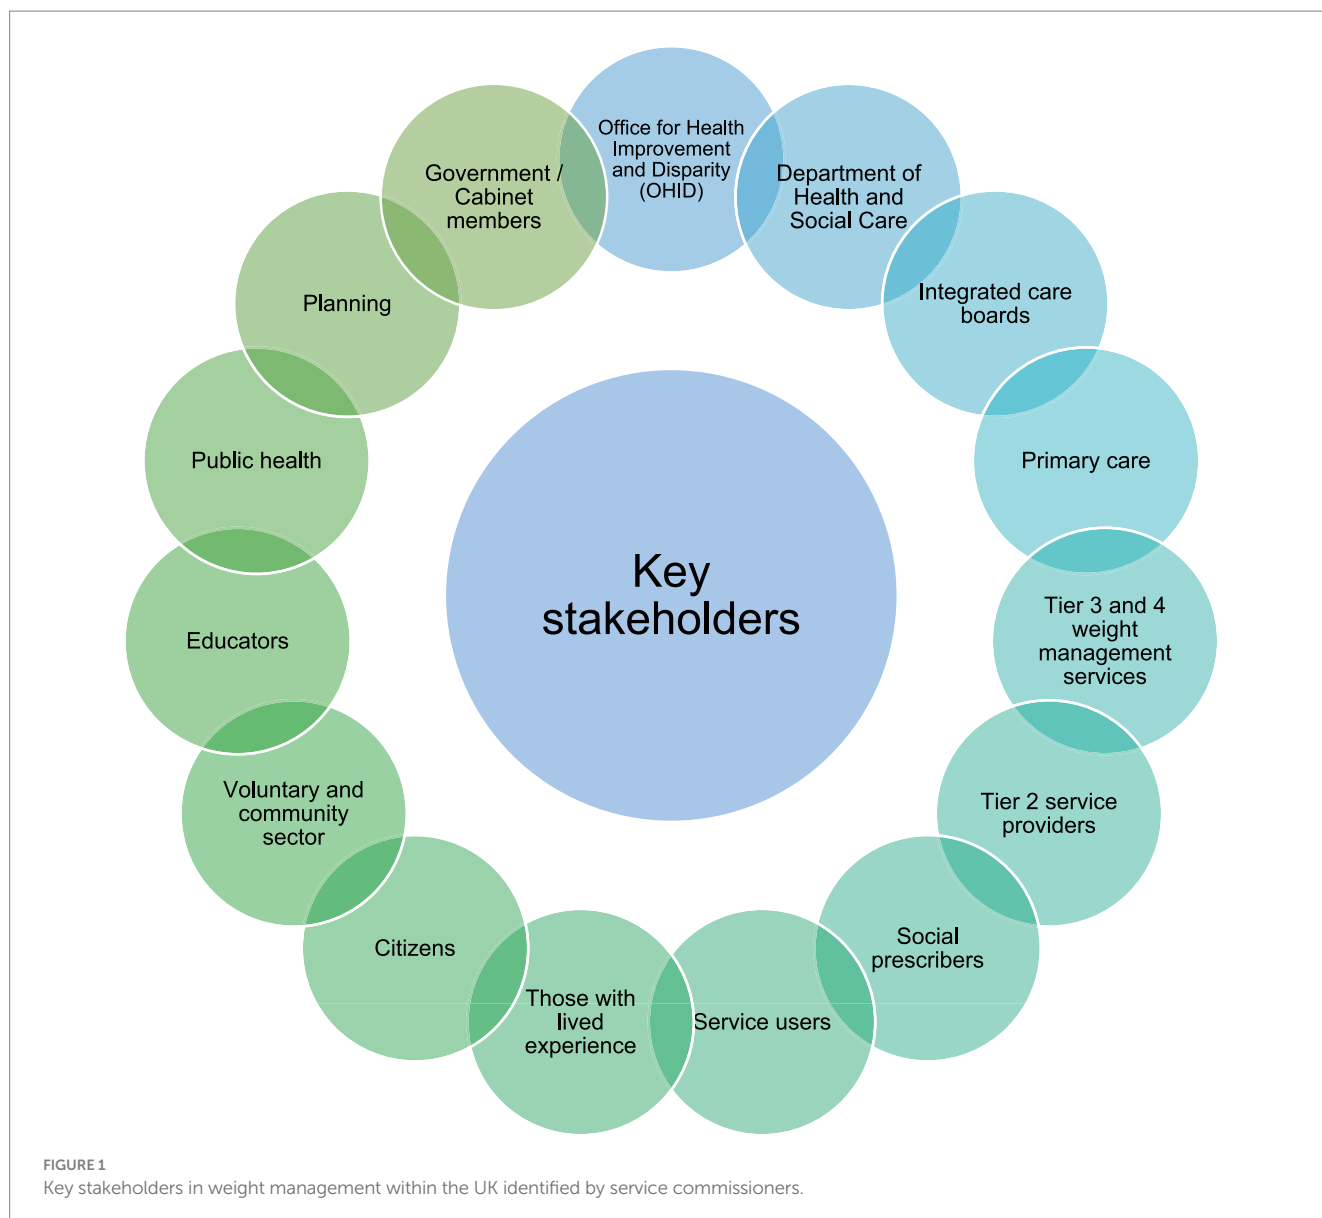 Office for Health
Improvement
and Disparity
(OHID)
Department of
Health and
Social Care
Integrated care
boards
Primary care
Tier 3 and 4
weight
management
services
Tier 2 service
providers
Social
prescribers
Service users
Those with
lived
experience
Citizens
Voluntary and
community
sector
Educators
Public health
Planning
Government /
Cabinet
members
Key
stakeholders
FIGURE 1
Key stakeholders in weight management within the UK identified by service commissioners.